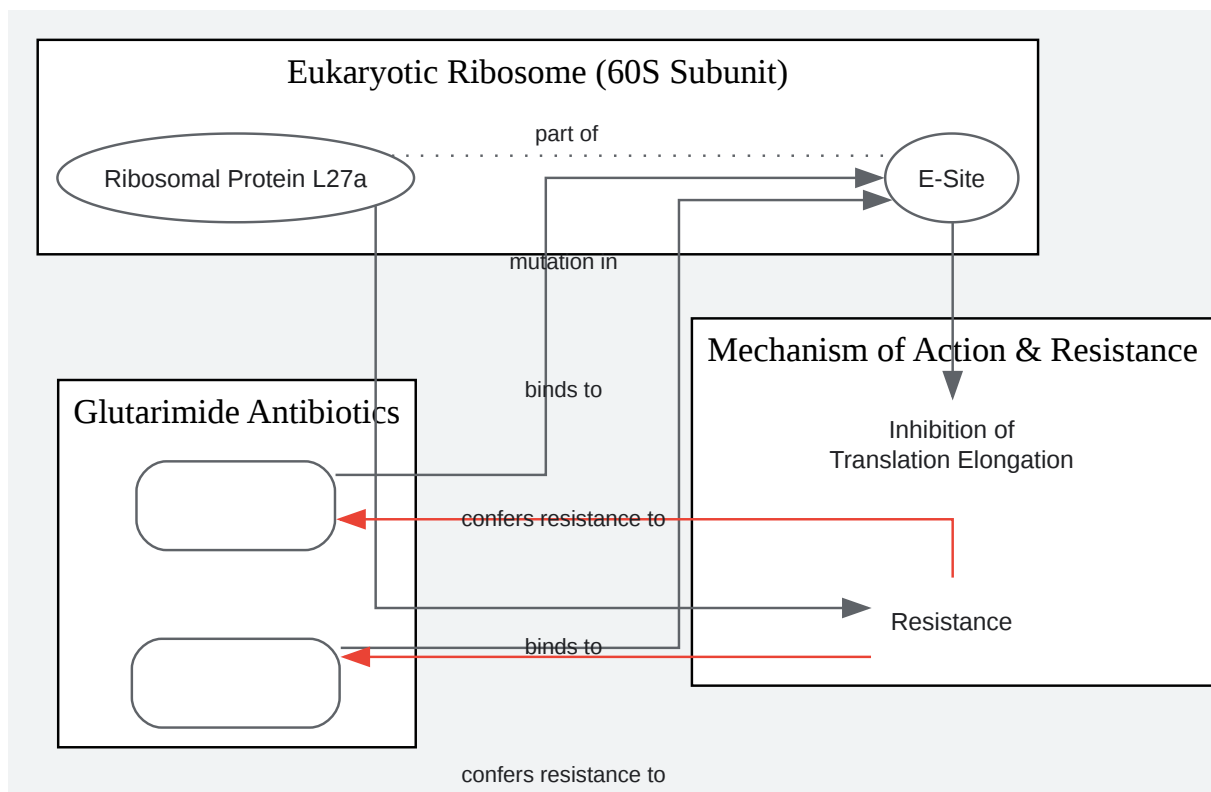 Eukaryotic Ribosome (60S Subunit)
part of
Ribosomal Protein L27a
E-Site
mutation in
Mechanism of Action & Resistance
binds to
Glutarimide Antibiotics
Inhibition of
Translation Elongation
confers resistance to
Resistance
binds to
confers resistance to